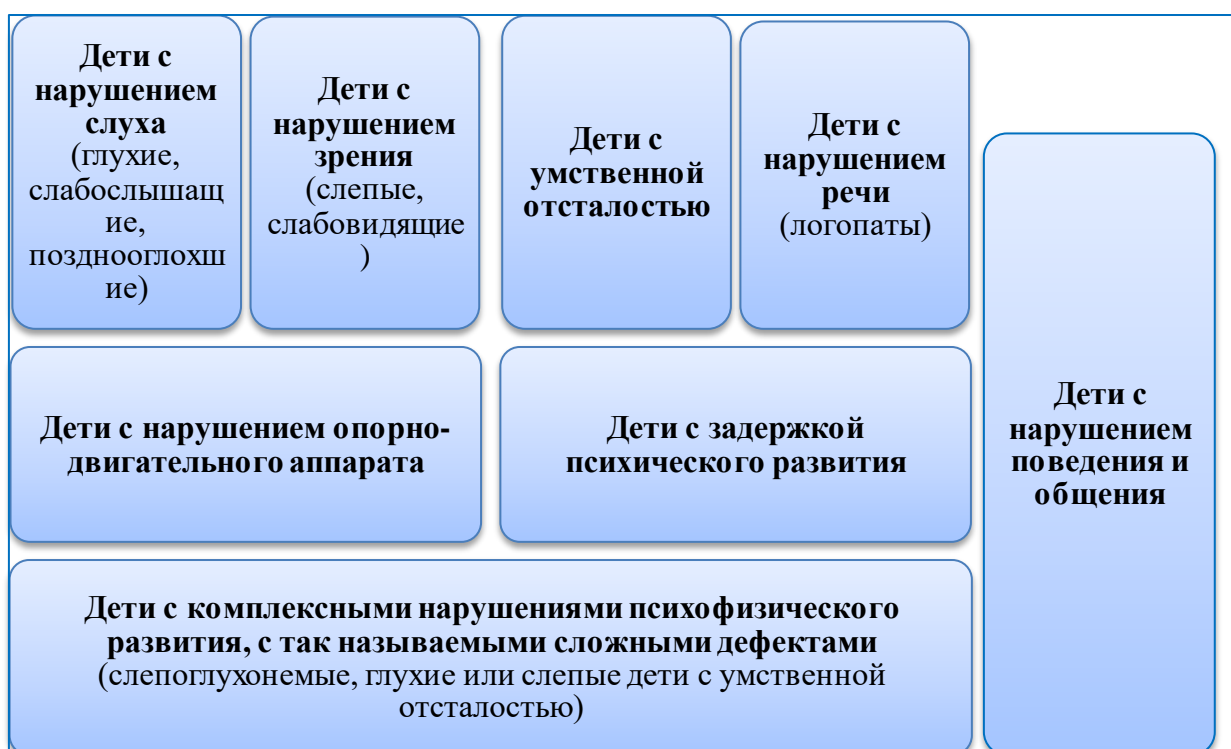 Дети с
нарушением
слуха
(глухие,
слабослышащ
ие,
позднооглохш
ие)
Дети с
нарушением
зрения
(слепые,
слабовидящие
)
Дети с
умственной
отсталостью
Дети с
нарушением
речи
(логопаты)
Дети с нарушением опорно-
двигательного аппарата
Дети с задержкой
психического развития
Дети с
нарушением
поведения и
общения
Дети с комплексными нарушениями психофизического
развития, с так называемыми сложными дефектами
(слепоглухонемые, глухие или слепые дети с умственной
отсталостью)